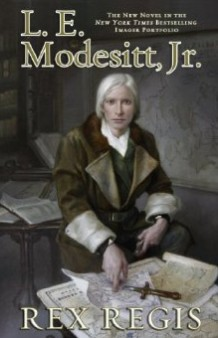 L. E.
THE NEW NOVEL IN THE
NEW YORK TIMES BESTSELLING
IMAGER PORTFOLIO
MODESITT, JR.
REX REGIS